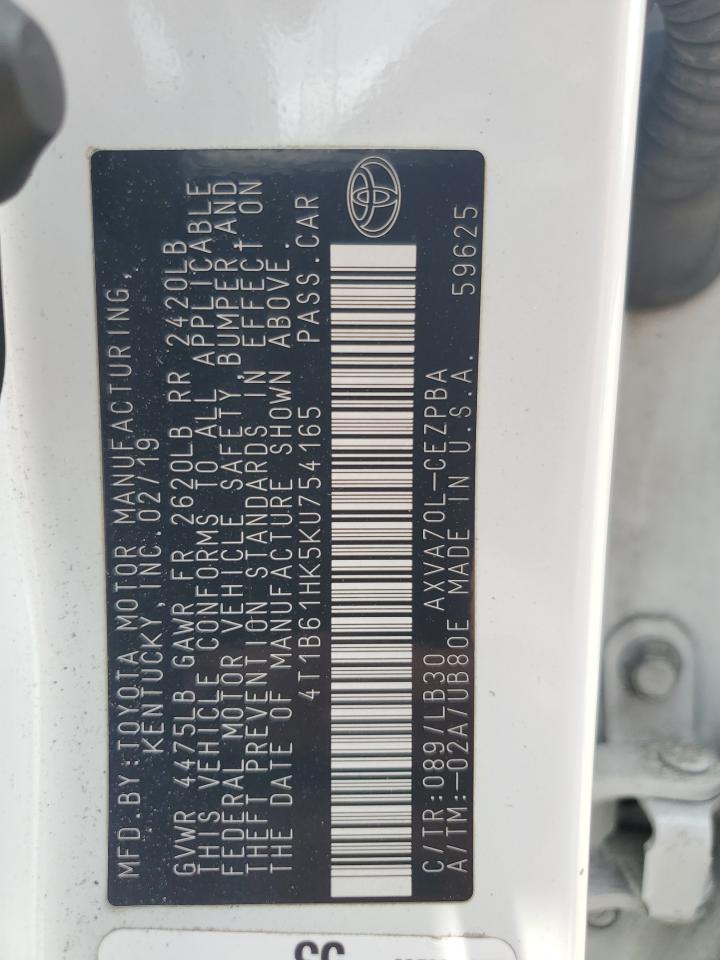 MFD.BY:TOYOTA MOTOR MANUFACTURING,
KENTUCKY, INC. 02/19
GVWR 4475LB GAWR FR 2620LB RR 2420LB
THIS VEHICLE CONFORMS TO ALL APPLICABLE
FEDERAL MOTOR VEHICLE SAFETY, BUMPER, AND
THEFT PREVENTION STANDARDS IN EFFECT ON
THE DATE OF MANUFACTURE SHOWN ABOVE.
4T1B61HK5KU754165 PASS.CAR
C/TR:089/LB30 AXVA70L-CEZPBA
A/TM:-02A/UB80E MADE IN U.S.A. 59625